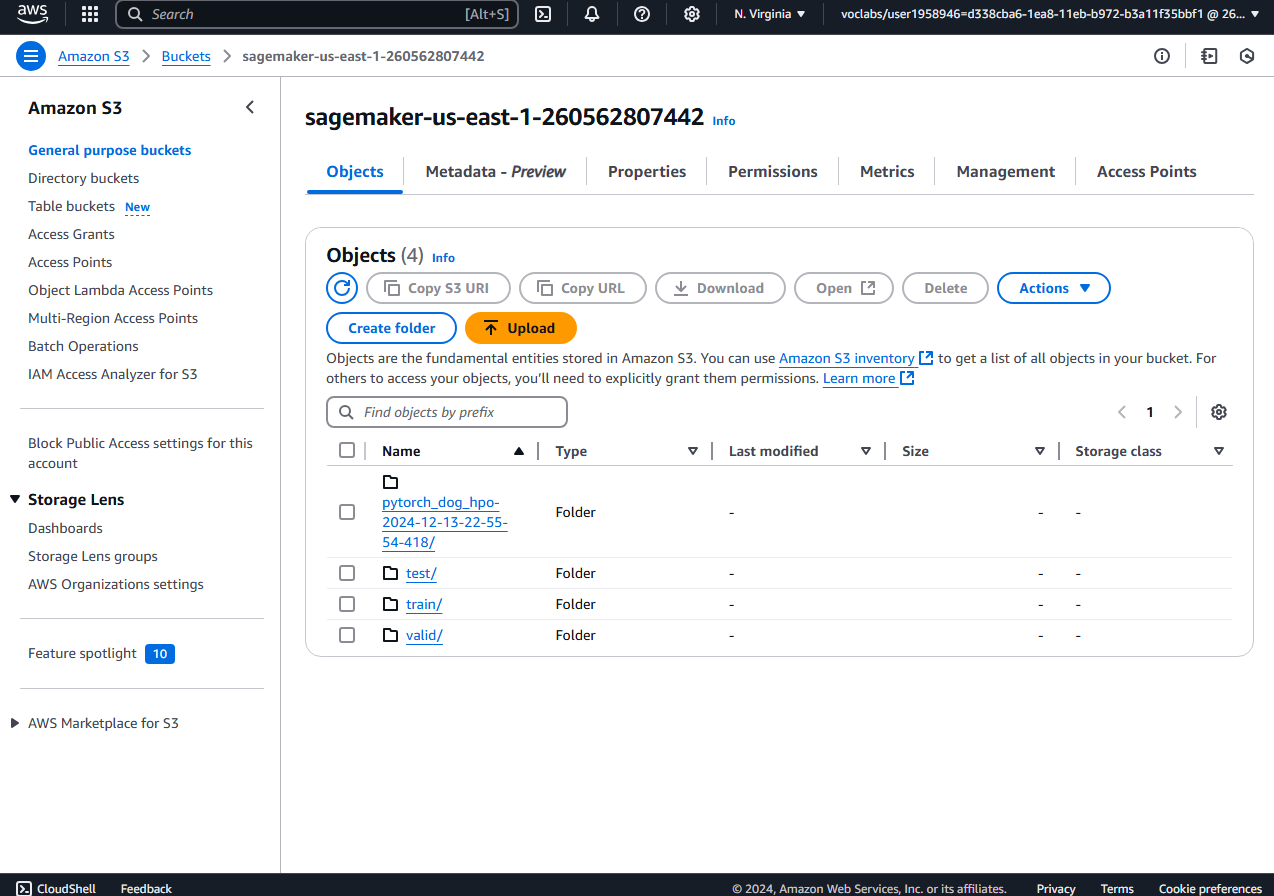 aws
Search [Alt+S]
N. Virginia
voclabs/user1958946=d338cba6-1ea8-11eb-b972-b3a11f35bbf1 @ 26...
Amazon S3
Buckets
sagemaker-us-east-1-260562807442
Amazon S3
General purpose buckets
Directory buckets
Table buckets New
Access Grants
Access Points
Object Lambda Access Points
Multi-Region Access Points
Batch Operations
IAM Access Analyzer for S3
Block Public Access settings for this
account
Storage Lens
Dashboards
Storage Lens groups
AWS Organizations settings
Feature spotlight 10
AWS Marketplace for S3
sagemaker-us-east-1-260562807442 Info
Objects
Metadata - Preview
Properties
Permissions
Metrics
Management
Access Points
Objects (4) Info
Copy S3 URI
Copy URL
Download
Open
Delete
Actions
Create folder
Upload
Objects are the fundamental entities stored in Amazon S3. You can use Amazon S3 inventory to get a list of all objects in your bucket. For
others to access your objects, you’ll need to explicitly grant them permissions. Learn more
Find objects by prefix
1
Name Type Last modified Size Storage class
pytorch_dog_hpo-
2024-12-13-22-55-
54-418/
Folder - - -
test/ Folder - - -
train/ Folder - - -
valid/ Folder - - -
CloudShell
Feedback
© 2024, Amazon Web Services, Inc. or its affiliates.
Privacy
Terms
Cookie preferences